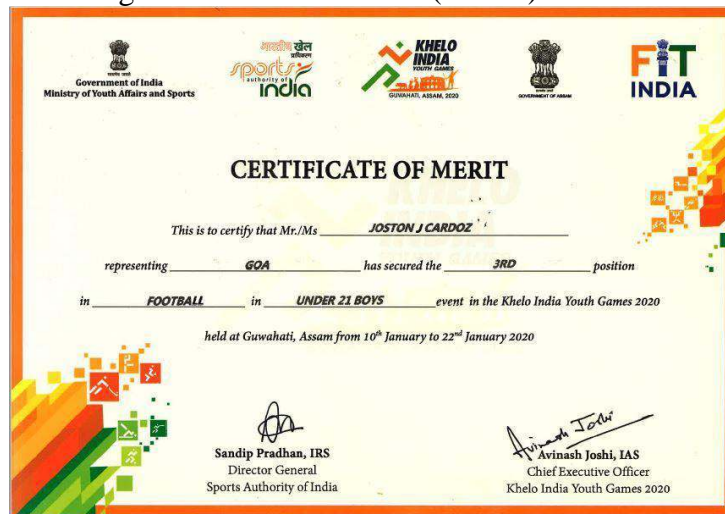 भारतीय खेल
प्राधिकरण
sports
authority of
india
KHELO
INDIA
YOUTH GAMES
GUWAHATI, ASSAM, 2020
FIT
INDIA
Government of India
Ministry of Youth Affairs and Sports
GOVERNMENT OF ASSAM
CERTIFICATE OF MERIT
This is to certify that Mr./Ms JOSTON J CARDOZ
representing GOA has secured the 3RD position
in FOOTBALL in UNDER 21 BOYS event in the Khelo India Youth Games 2020
held at Guwahati, Assam from 10th January to 22nd January 2020
Avinash Joshi
Sandip Pradhan, IRS
Director General
Sports Authority of India
Avinash Joshi, IAS
Chief Executive Officer
Khelo India Youth Games 2020